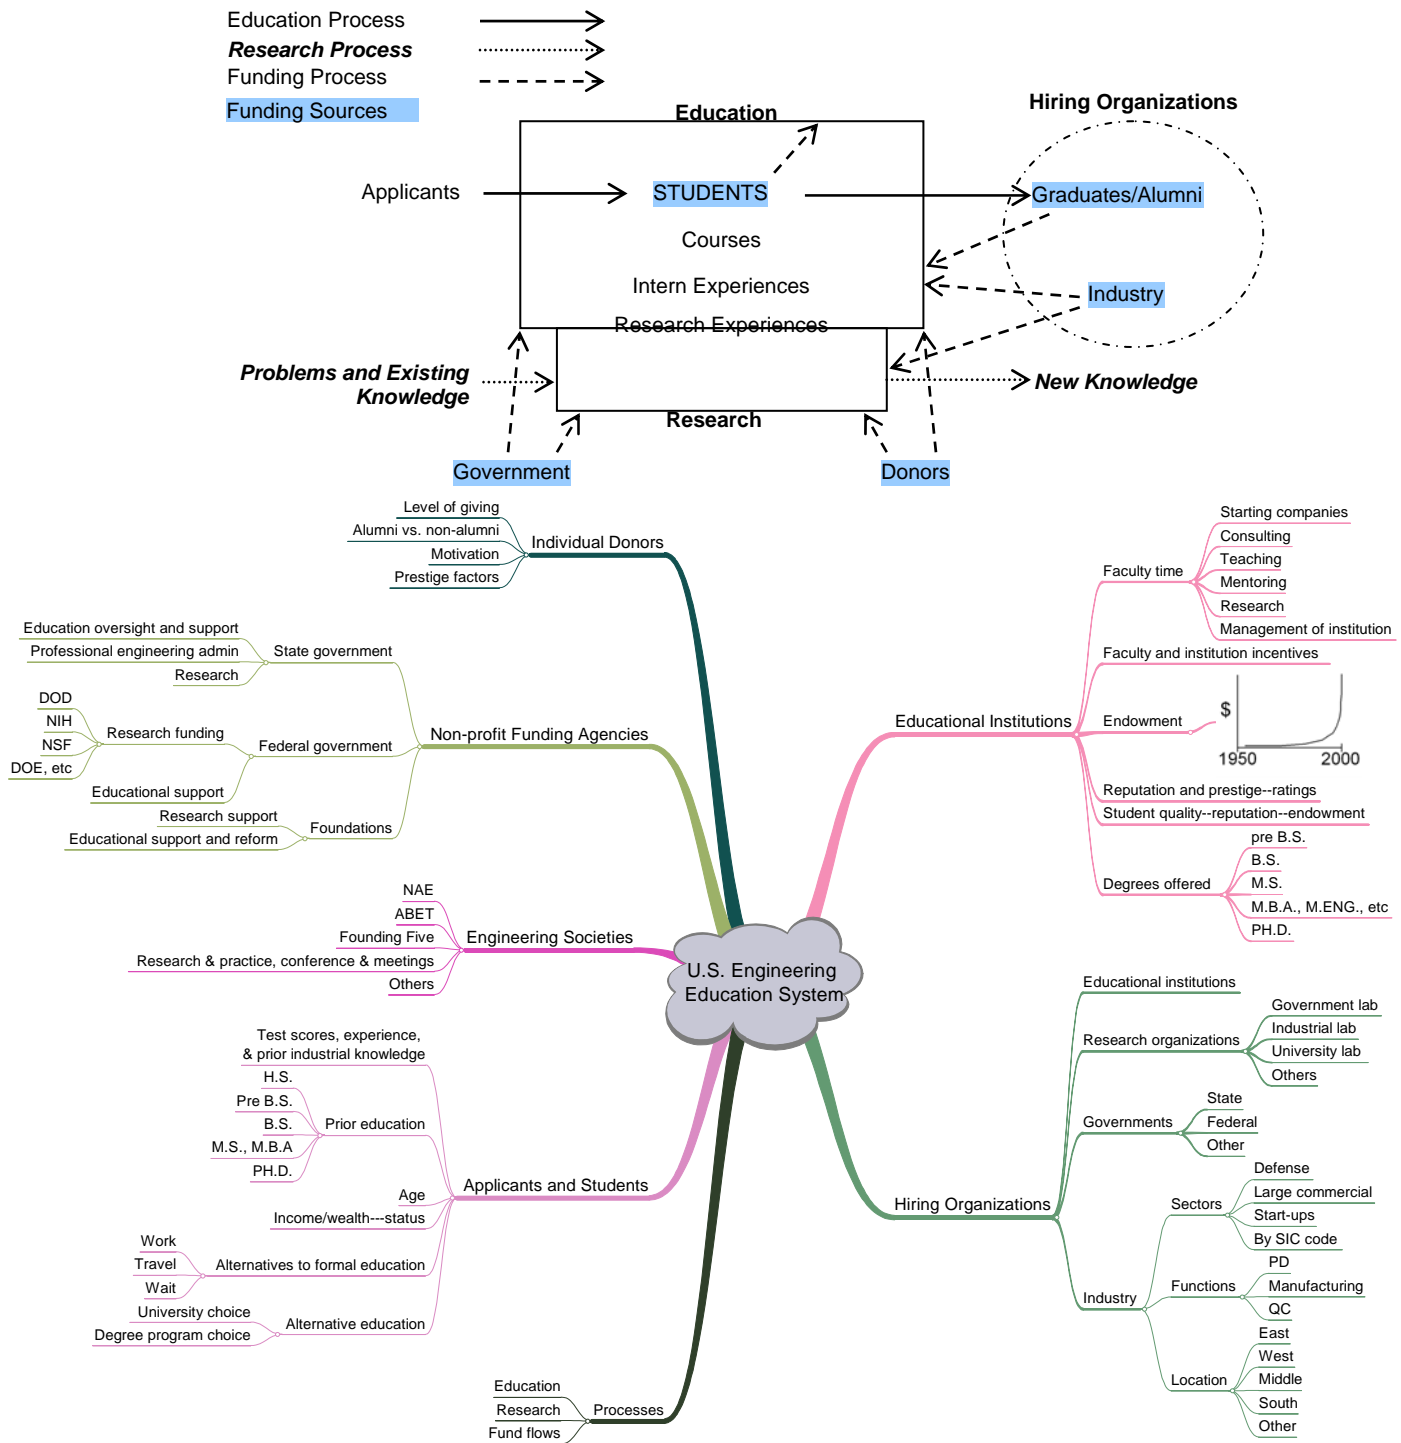 Education Process
Research Process
Funding Process
Funding Sources
Education
Hiring Organizations
Applicants
STUDENTS
Graduates/Alumni
Courses
Intern Experiences
Industry
Research Experiences
Problems and Existing
Knowledge
New Knowledge
Research
Government
Donors
Level of giving
Alumni vs. non-alumni
Motivation
Prestige factors
Individual Donors
Education oversight and support
Professional engineering admin
Research
State government
DOD
NIH
NSF
DOE, etc
Research funding
Educational support
Federal government
Research support
Educational support and reform
Foundations
Non-profit Funding Agencies
NAE
ABET
Founding Five
Research & practice, conference & meetings
Others
Engineering Societies
U.S. Engineering
Education System
Test scores, experience,
& prior industrial knowledge
H.S.
Pre B.S.
B.S.
M.S., M.B.A
PH.D.
Prior education
Age
Income/wealth---status
Work
Travel
Wait
Alternatives to formal education
University choice
Degree program choice
Alternative education
Applicants and Students
Education
Research
Fund flows
Processes
Educational Institutions
Faculty time
Starting companies
Consulting
Teaching
Mentoring
Research
Management of institution
Faculty and institution incentives
Endowment
$
1950
2000
Reputation and prestige--ratings
Student quality--reputation--endowment
Degrees offered
pre B.S.
B.S.
M.S.
M.B.A., M.ENG., etc
PH.D.
Hiring Organizations
Educational institutions
Research organizations
Government lab
Industrial lab
University lab
Others
Governments
State
Federal
Other
Industry
Sectors
Defense
Large commercial
Start-ups
By SIC code
Functions
PD
Manufacturing
QC
Location
East
West
Middle
South
Other